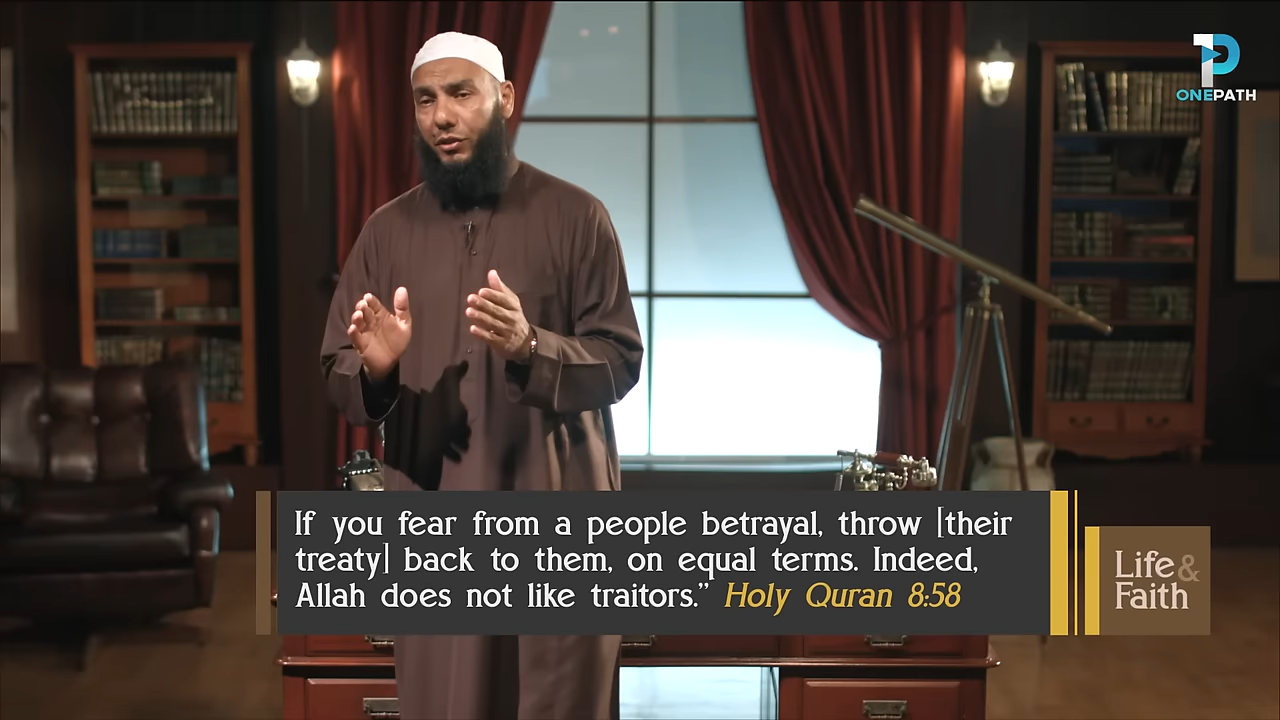 ONEPATH
If you fear from a people betrayal, throw [their
treaty] back to them, on equal terms. Indeed,
Allah does not like traitors.” Holy Quran 8:58
Life &
Faith